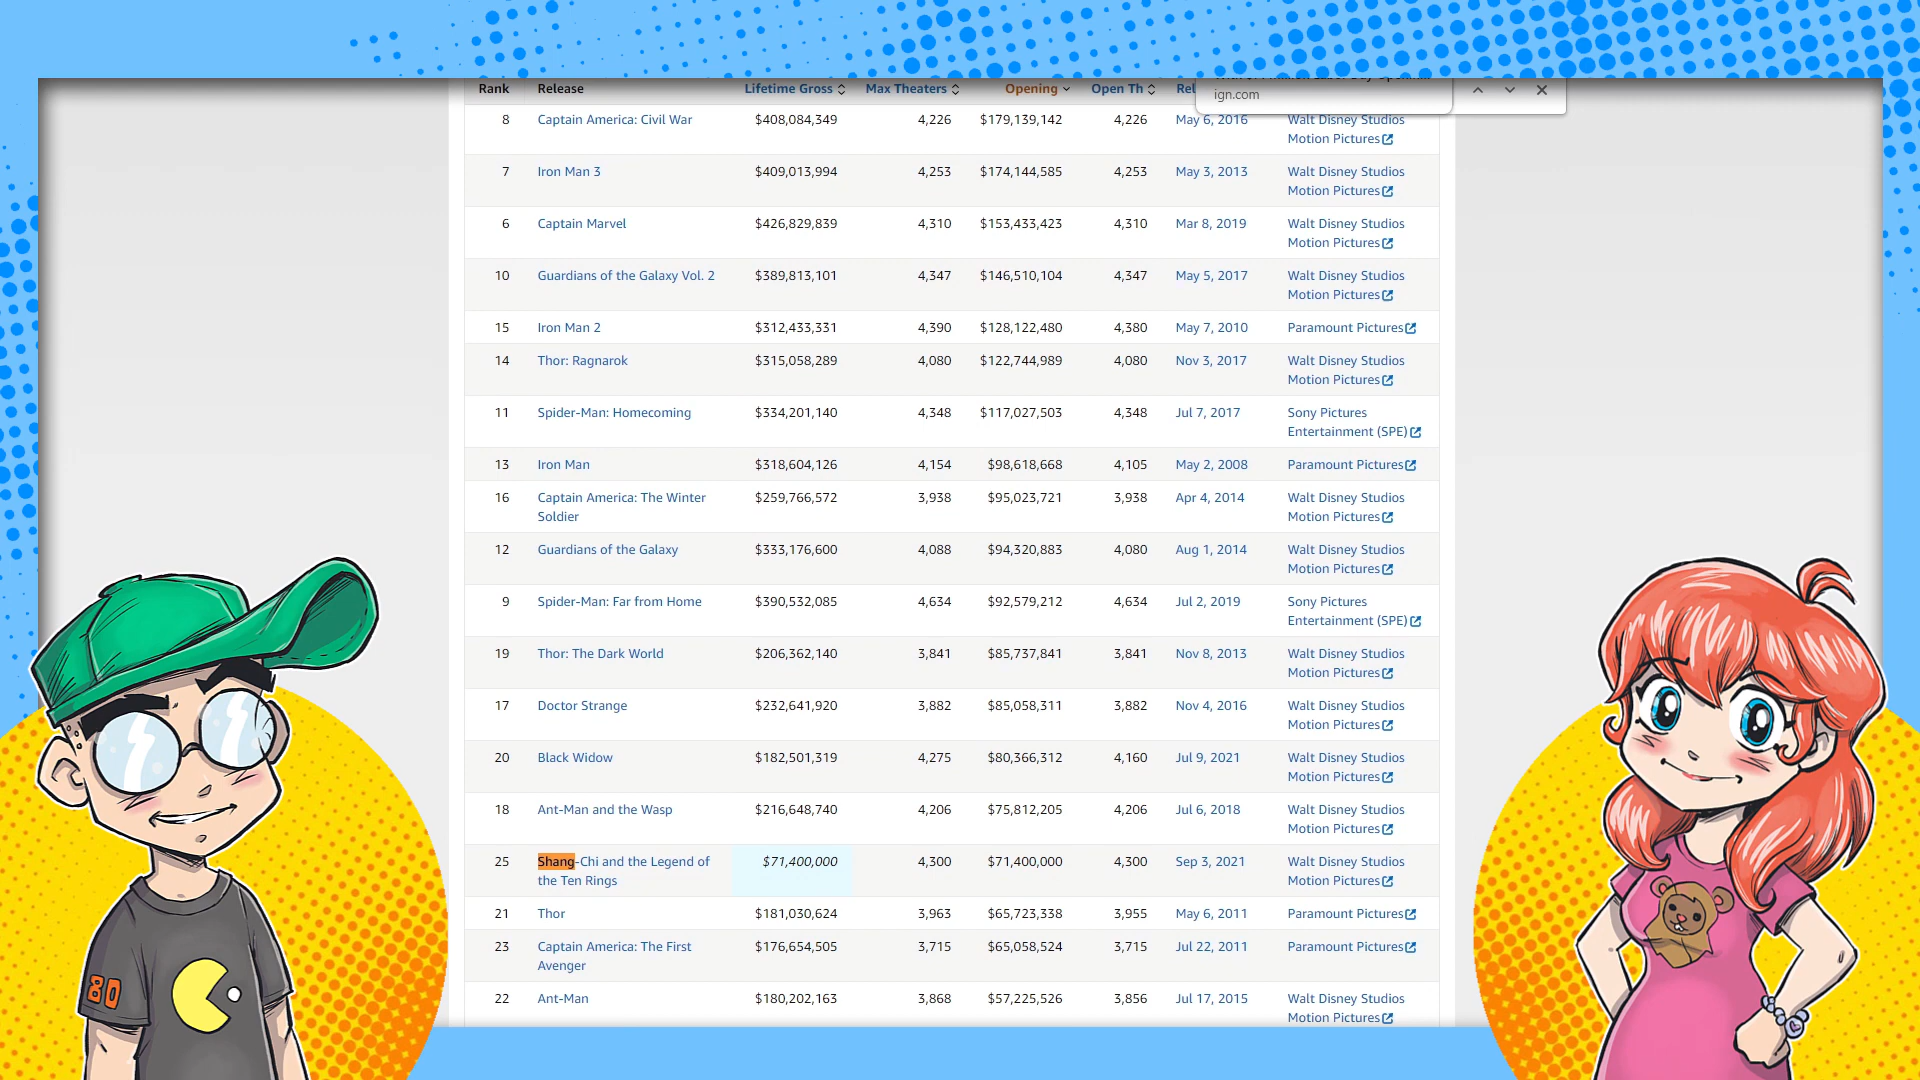 ign.com
Rank Release Lifetime Gross Max Theaters Opening Open Th Rel
8 Captain America: Civil War $408,084,349 4,226 $179,139,142 4,226 May 6, 2016 Walt Disney Studios
Motion Pictures
7 Iron Man 3 $409,013,994 4,253 $174,144,585 4,253 May 3, 2013 Walt Disney Studios
Motion Pictures
6 Captain Marvel $426,829,839 4,310 $153,433,423 4,310 Mar 8, 2019 Walt Disney Studios
Motion Pictures
10 Guardians of the Galaxy Vol. 2 $389,813,101 4,347 $146,510,104 4,347 May 5, 2017 Walt Disney Studios
Motion Pictures
15 Iron Man 2 $312,433,331 4,390 $128,122,480 4,380 May 7, 2010 Paramount Pictures
14 Thor: Ragnarok $315,058,289 4,080 $122,744,989 4,080 Nov 3, 2017 Walt Disney Studios
Motion Pictures
11 Spider-Man: Homecoming $334,201,140 4,348 $117,027,503 4,348 Jul 7, 2017 Sony Pictures
Entertainment (SPE)
13 Iron Man $318,604,126 4,154 $98,618,668 4,105 May 2, 2008 Paramount Pictures
16 Captain America: The Winter $259,766,572 3,938 $95,023,721 3,938 Apr 4, 2014 Walt Disney Studios
Soldier Motion Pictures
12 Guardians of the Galaxy $333,176,600 4,088 $94,320,883 4,080 Aug 1, 2014 Walt Disney Studios
Motion Pictures
9 Spider-Man: Far from Home $390,532,085 4,634 $92,579,212 4,634 Jul 2, 2019 Sony Pictures
Entertainment (SPE)
19 Thor: The Dark World $206,362,140 3,841 $85,737,841 3,841 Nov 8, 2013 Walt Disney Studios
Motion Pictures
17 Doctor Strange $232,641,920 3,882 $85,058,311 3,882 Nov 4, 2016 Walt Disney Studios
Motion Pictures
20 Black Widow $182,501,319 4,275 $80,366,312 4,160 Jul 9, 2021 Walt Disney Studios
Motion Pictures
18 Ant-Man and the Wasp $216,648,740 4,206 $75,812,205 4,206 Jul 6, 2018 Walt Disney Studios
Motion Pictures
25 Shang-Chi and the Legend of $71,400,000 4,300 $71,400,000 4,300 Sep 3, 2021 Walt Disney Studios
the Ten Rings Motion Pictures
21 Thor $181,030,624 3,963 $65,723,338 3,955 May 6, 2011 Paramount Pictures
23 Captain America: The First $176,654,505 3,715 $65,058,524 3,715 Jul 22, 2011 Paramount Pictures
Avenger
22 Ant-Man $180,202,163 3,868 $57,225,526 3,856 Jul 17, 2015 Walt Disney Studios
Motion Pictures
80